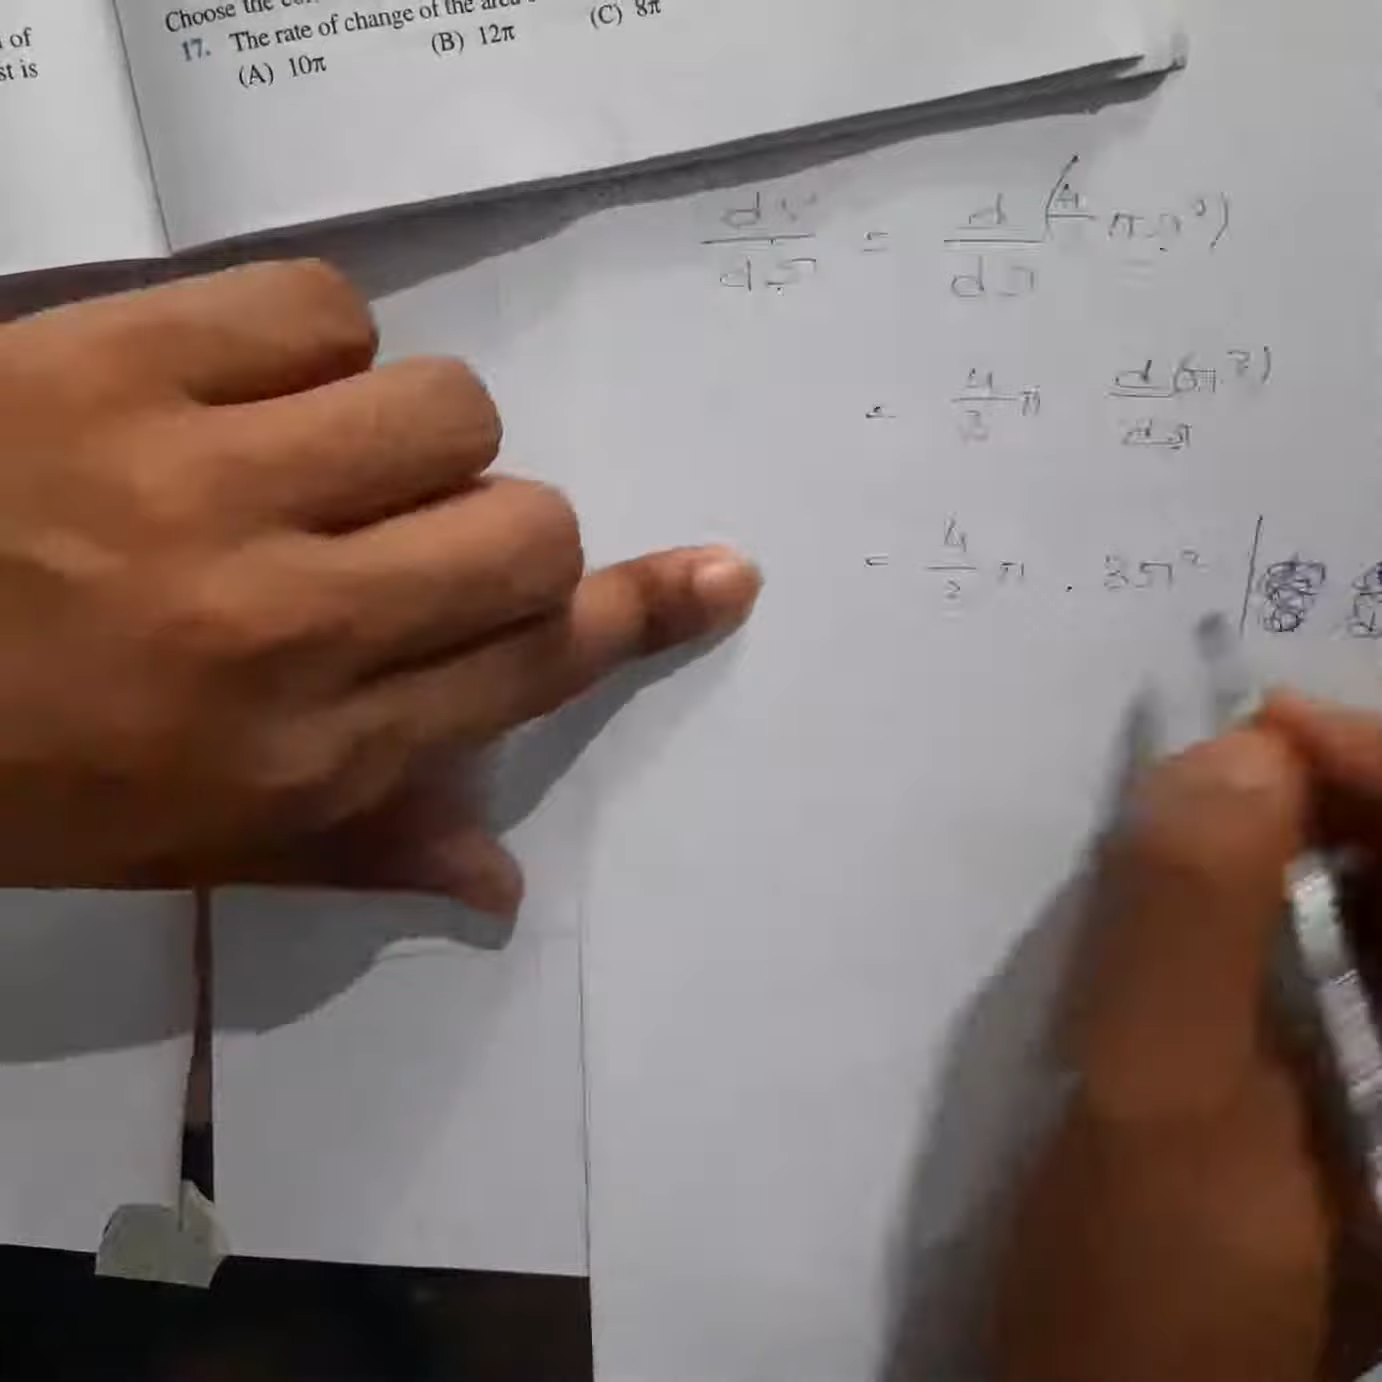 of
st is
Choose the
17. The rate of change of the area
(A) 10π (B) 12π (C) 8π
dv/dr = d/dr (4/3 πr³)
= 4/3 π d(r³)/dr
= 4/3 π . 3r²